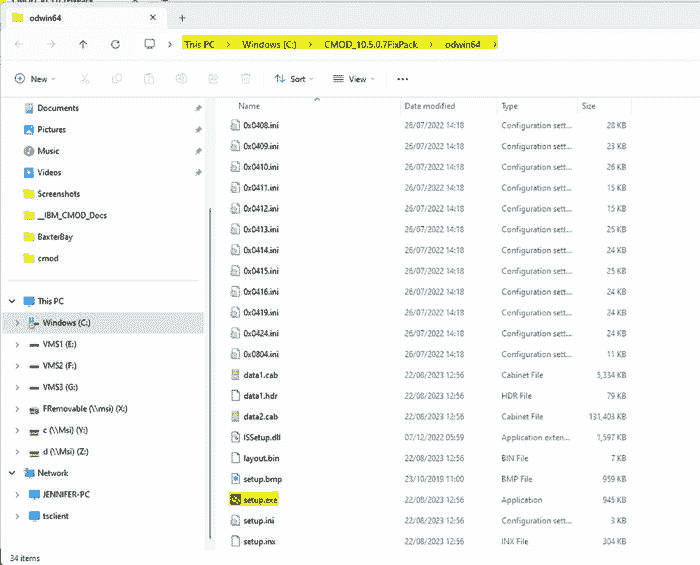 odwin64
This PC > Windows (C:) > CMOD_10.5.0.7FixPack > odwin64 >
New Sort View ...
Documents
Pictures
Music
Videos
Screenshots
__IBM_CMOD_Docs
BaxterBay
cmod
This PC
Windows (C:)
VMS1 (E:)
VMS2 (F:)
VMS3 (G:)
FRemovable (\\msi) (X:)
c (\\Msi) (Y:)
d (\\Msi) (Z:)
Network
JENNIFER-PC
tsclient
Name Date modified Type Size
0x0408.ini 26/07/2022 14:18 Configuration sett... 28 KB
0x0409.ini 26/07/2022 14:18 Configuration sett... 23 KB
0x0410.ini 26/07/2022 14:18 Configuration sett... 26 KB
0x0411.ini 26/07/2022 14:18 Configuration sett... 15 KB
0x0412.ini 26/07/2022 14:18 Configuration sett... 15 KB
0x0413.ini 26/07/2022 14:18 Configuration sett... 25 KB
0x0414.ini 26/07/2022 14:18 Configuration sett... 24 KB
0x0415.ini 26/07/2022 14:18 Configuration sett... 25 KB
0x0416.ini 26/07/2022 14:18 Configuration sett... 24 KB
0x0419.ini 26/07/2022 14:18 Configuration sett... 24 KB
0x0424.ini 26/07/2022 14:18 Configuration sett... 24 KB
0x0804.ini 26/07/2022 14:18 Configuration sett... 11 KB
data1.cab 22/08/2023 12:56 Cabinet File 5,334 KB
data1.hdr 22/08/2023 12:56 HDR File 79 KB
data2.cab 22/08/2023 12:56 Cabinet File 131,403 KB
ISSetup.dll 07/12/2022 05:59 Application exten... 1,597 KB
layout.bin 22/08/2023 12:56 BIN File 7 KB
setup.bmp 23/10/2019 11:00 BMP File 959 KB
setup.exe 22/08/2023 12:56 Application 945 KB
setup.ini 22/08/2023 12:56 Configuration sett... 3 KB
setup.inx 22/08/2023 12:56 INX File 304 KB
34 items